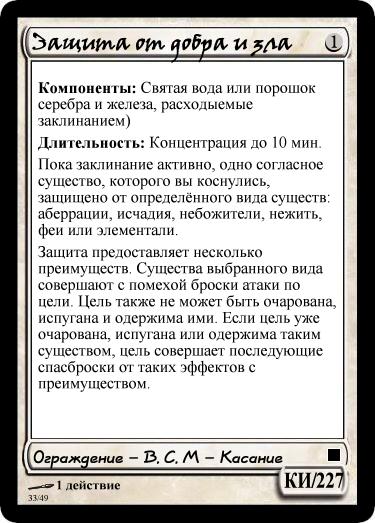 Защита от добра и зла 1
Компоненты: Святая вода или порошок
серебра и железа, расходыемые
заклинанием)
Длительность: Концентрация до 10 мин.
Пока заклинание активно, одно согласное
существо, которого вы коснулись,
защищено от определённого вида существ:
аберрации, исчадия, небожители, нежить,
феи или элементали.
Защита предоставляет несколько
преимуществ. Существа выбранного вида
совершают с помехой броски атаки по
цели. Цель также не может быть очарована,
испугана и одержима ими. Если цель уже
очарована, испугана или одержима таким
существом, цель совершает последующие
спасброски от таких эффектов с
преимуществом.
Ограждение – В, С, М – Касание
1 действие
КИ/227
33/49